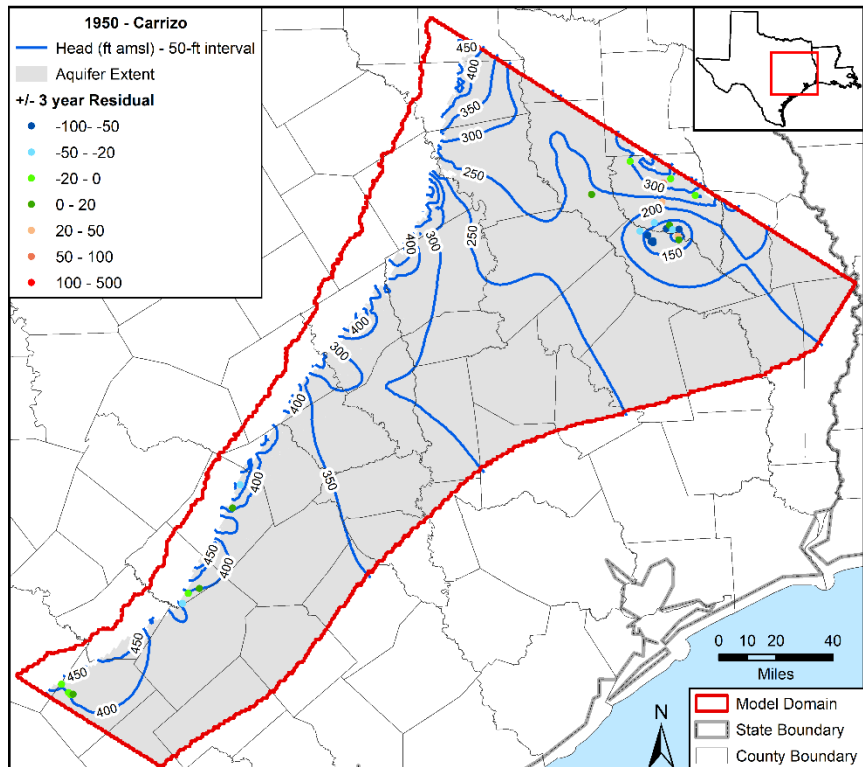 1950 - Carrizo
Head (ft amsl) - 50-ft interval
Aquifer Extent
+/- 3 year Residual
-100- -50
-50 - -20
-20 - 0
0 - 20
20 - 50
50 - 100
100 - 500
450
400
350
300
250
300
200
150
250
300
400
400
300
400
350
400
450
400
450
450
400
0 10 20 40
Miles
N
Model Domain
State Boundary
County Boundary